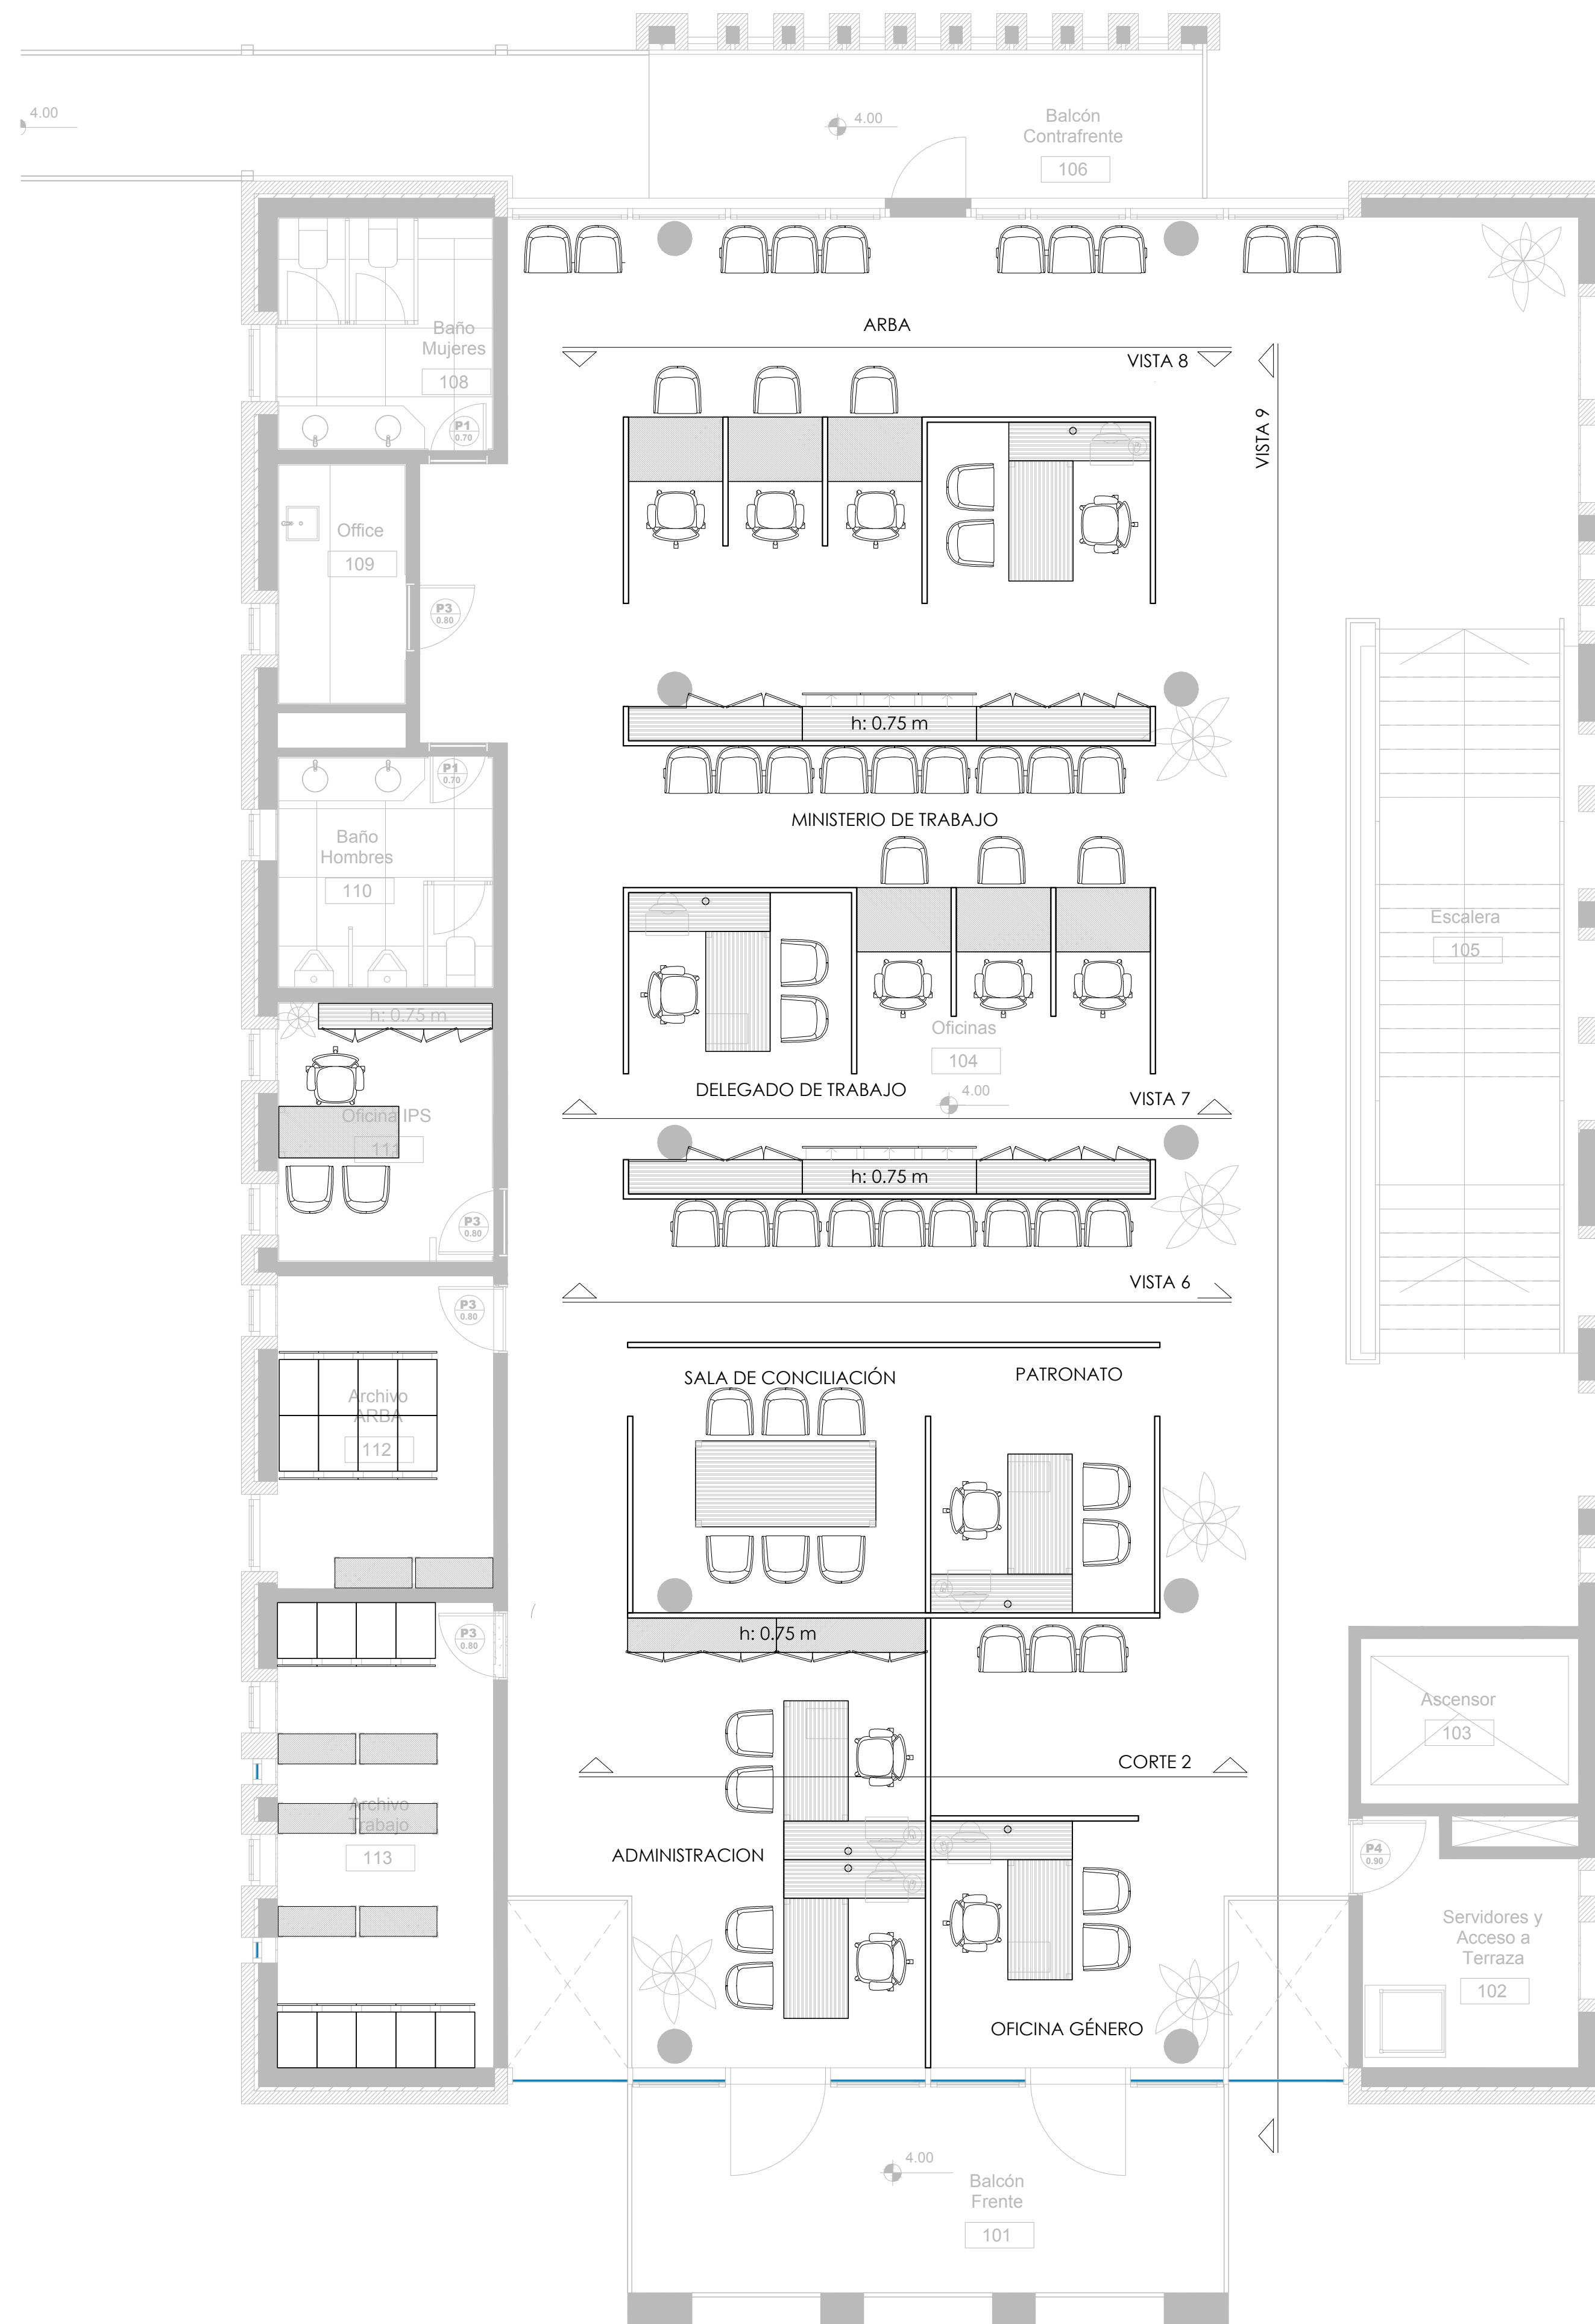 4.00
4.00
Balcón
Contrafrente
106
ARBA
VISTA 8
VISTA 9
Baño
Mujeres
108
P1
0.70
Office
109
P3
0.80
h: 0.75 m
P1
0.70
MINISTERIO DE TRABAJO
Baño
Hombres
110
Escalera
105
h: 0.75 m
Oficinas
104
4.00
DELEGADO DE TRABAJO
VISTA 7
Oficina IPS
111
h: 0.75 m
P3
0.80
VISTA 6
P3
0.80
SALA DE CONCILIACIÓN
PATRONATO
Archivo
ARBA
112
h: 0.75 m
P3
0.80
Ascensor
103
CORTE 2
Archivo
Trabajo
113
ADMINISTRACION
P4
0.90
Servidores y
Acceso a
Terraza
102
OFICINA GÉNERO
4.00
Balcón
Frente
101